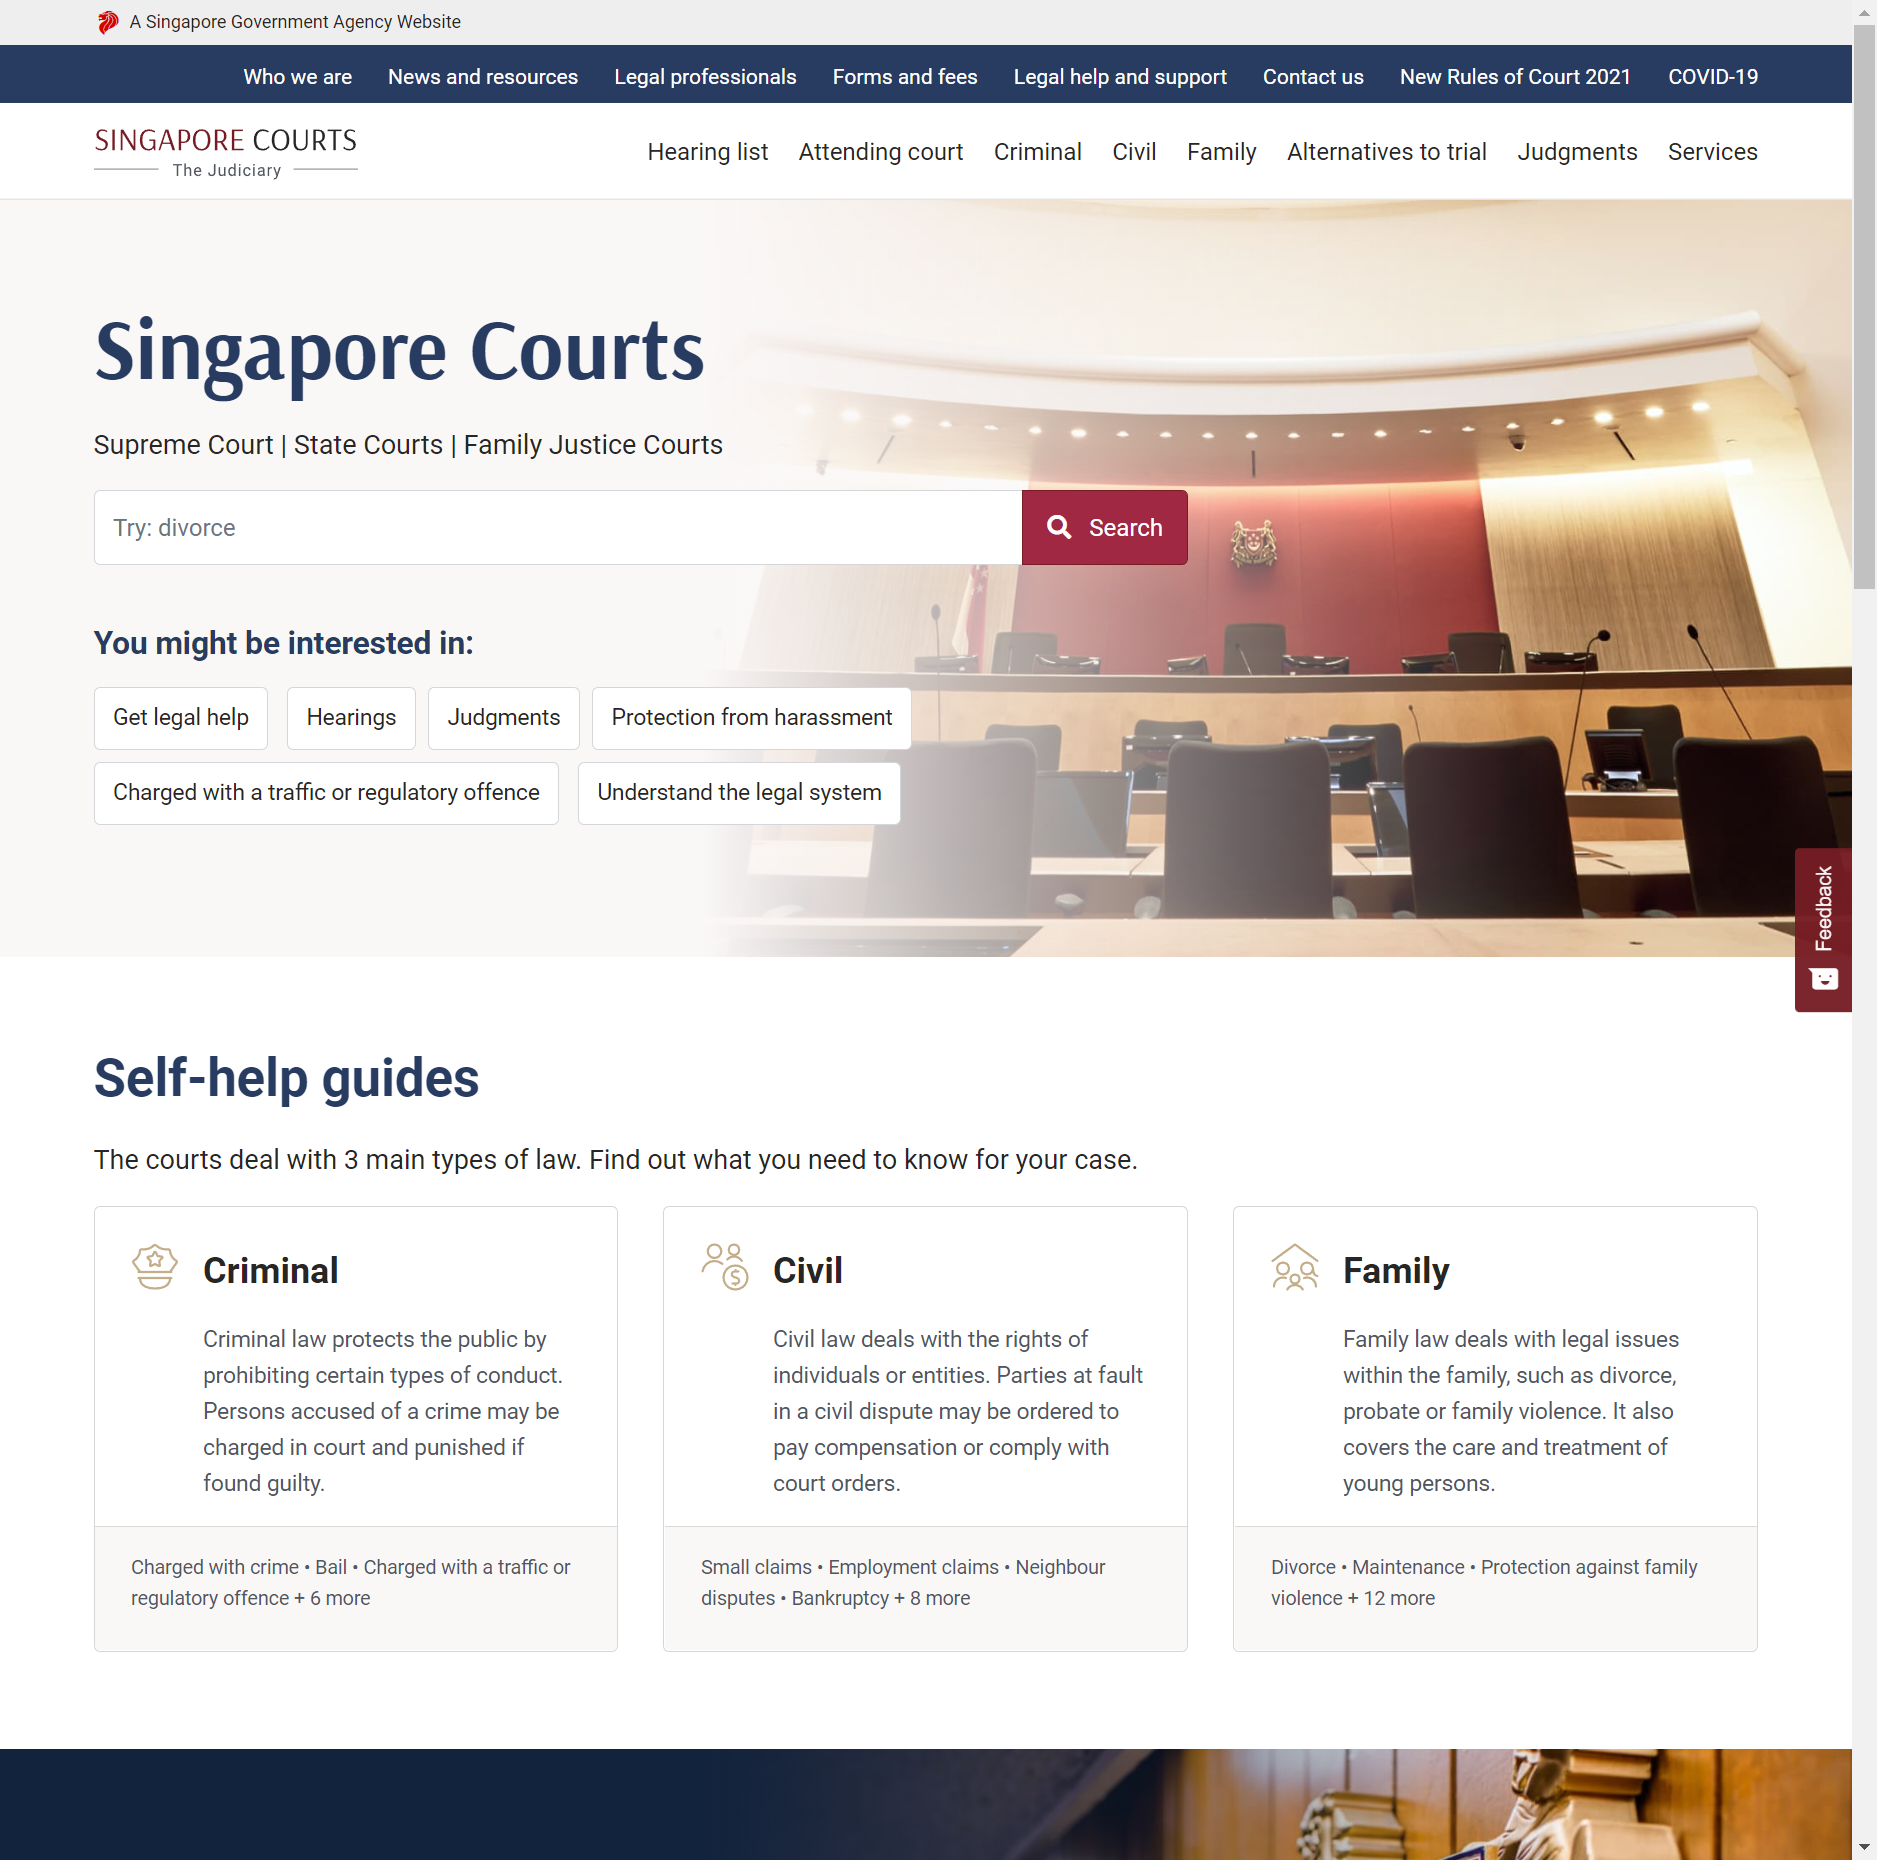 A Singapore Government Agency Website
Who we are News and resources Legal professionals Forms and fees Legal help and support Contact us New Rules of Court 2021 COVID-19
SINGAPORE COURTS
The Judiciary
Hearing list Attending court Criminal Civil Family Alternatives to trial Judgments Services
Singapore Courts
Supreme Court | State Courts | Family Justice Courts
Try: divorce
Search
You might be interested in:
Get legal help Hearings Judgments Protection from harassment
Charged with a traffic or regulatory offence Understand the legal system
Feedback
Self-help guides
The courts deal with 3 main types of law. Find out what you need to know for your case.
Criminal
Criminal law protects the public by
prohibiting certain types of conduct.
Persons accused of a crime may be
charged in court and punished if
found guilty.
Charged with crime • Bail • Charged with a traffic or
regulatory offence + 6 more
Civil
Civil law deals with the rights of
individuals or entities. Parties at fault
in a civil dispute may be ordered to
pay compensation or comply with
court orders.
Small claims • Employment claims • Neighbour
disputes • Bankruptcy + 8 more
Family
Family law deals with legal issues
within the family, such as divorce,
probate or family violence. It also
covers the care and treatment of
young persons.
Divorce • Maintenance • Protection against family
violence + 12 more